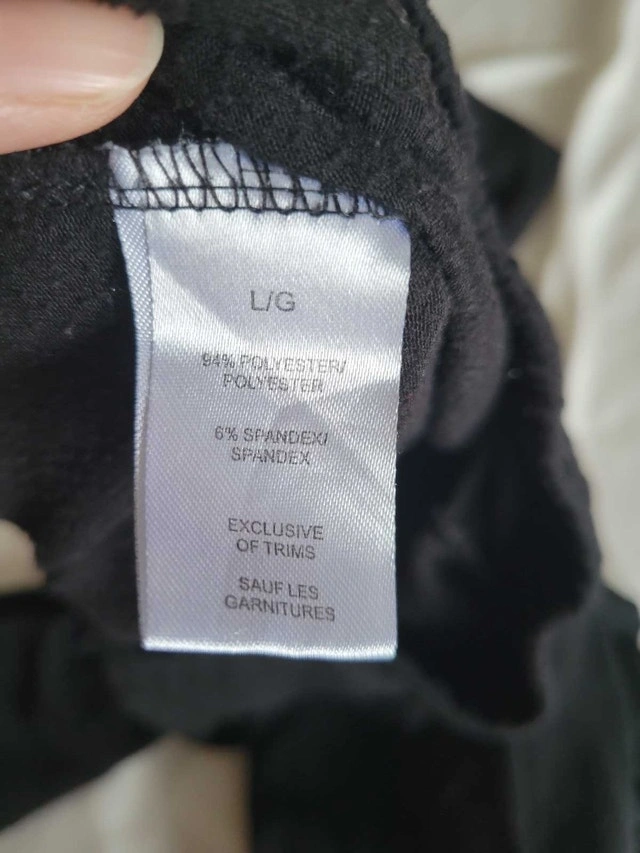 L/G
94% POLYESTER/
POLYESTER
6% SPANDEX/
SPANDEX
EXCLUSIVE
OF TRIMS
SAUF LES
GARNITURES